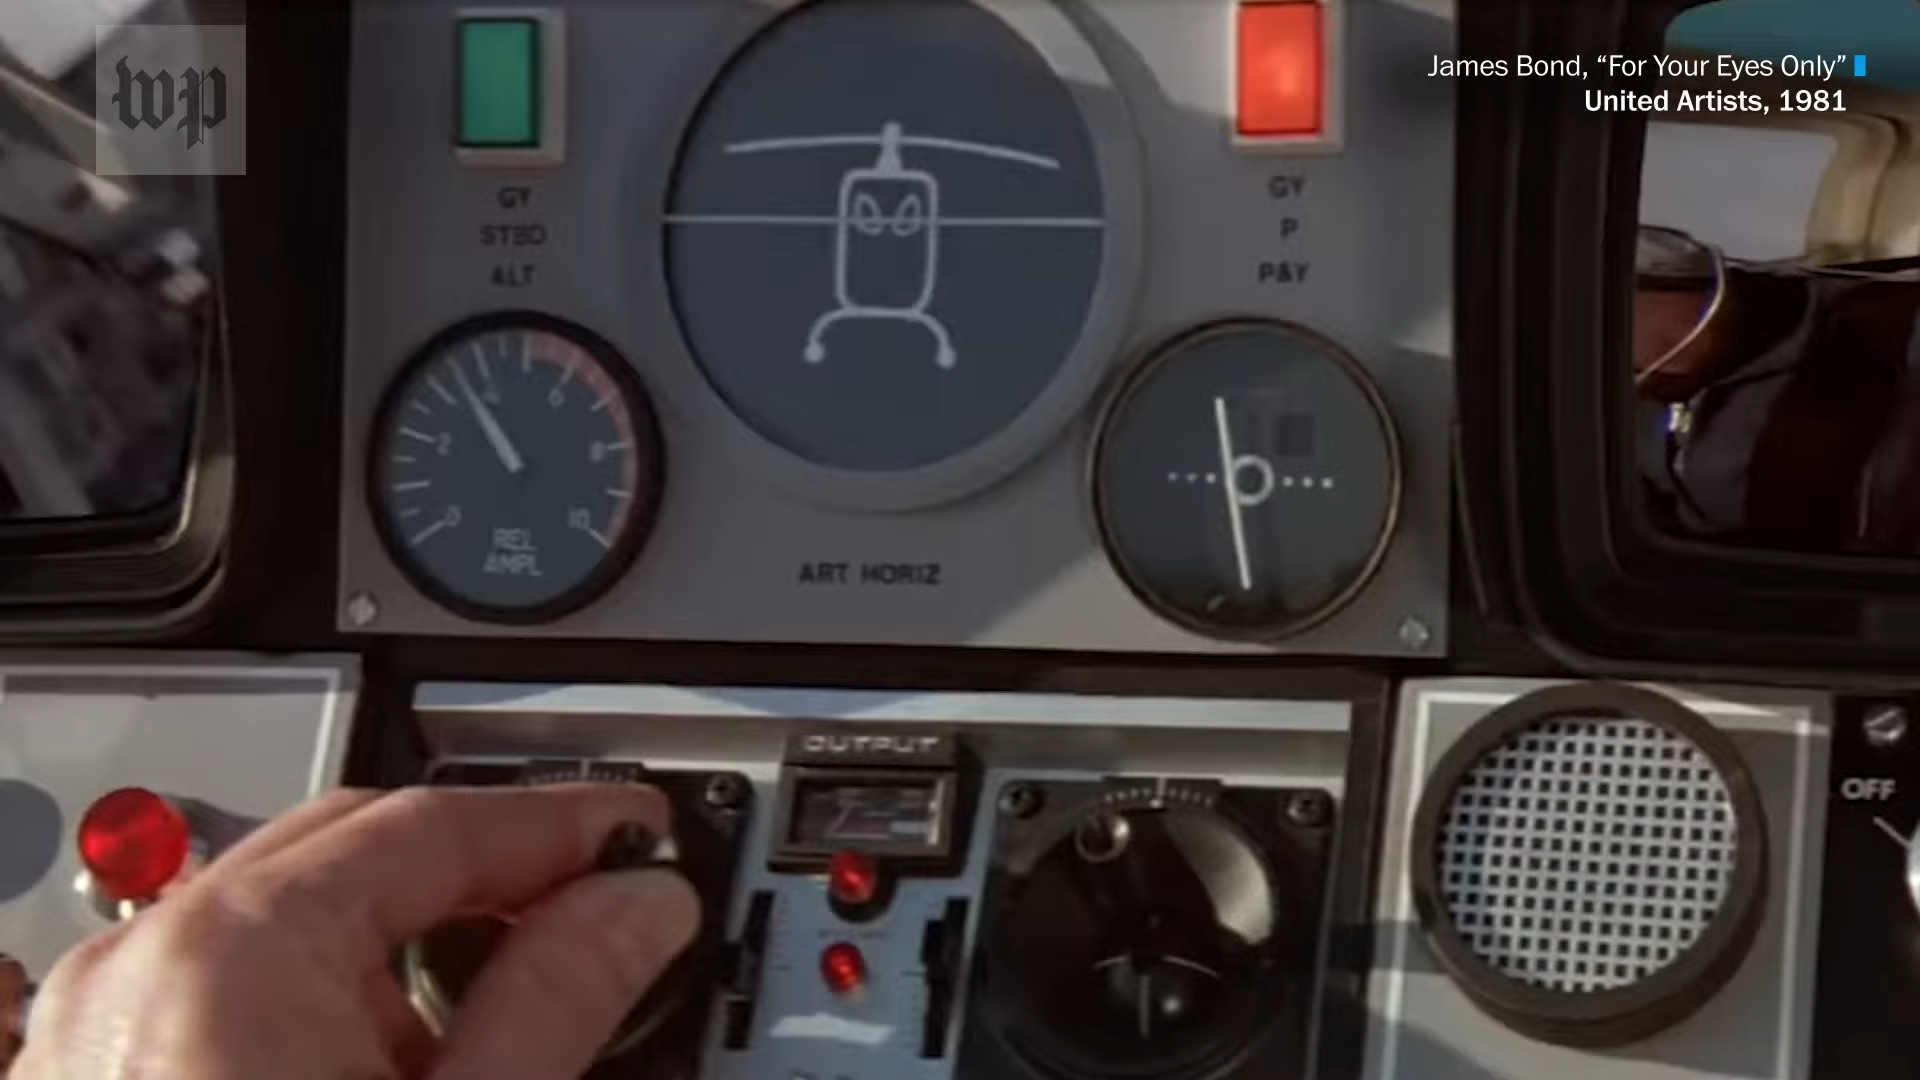 wp
James Bond, “For Your Eyes Only”
United Artists, 1981
GY
STBD
ALT
GY
P
P&Y
2
4
6
8
0
10
REL
AMPL
ART HORIZ
OUTPUT
OFF